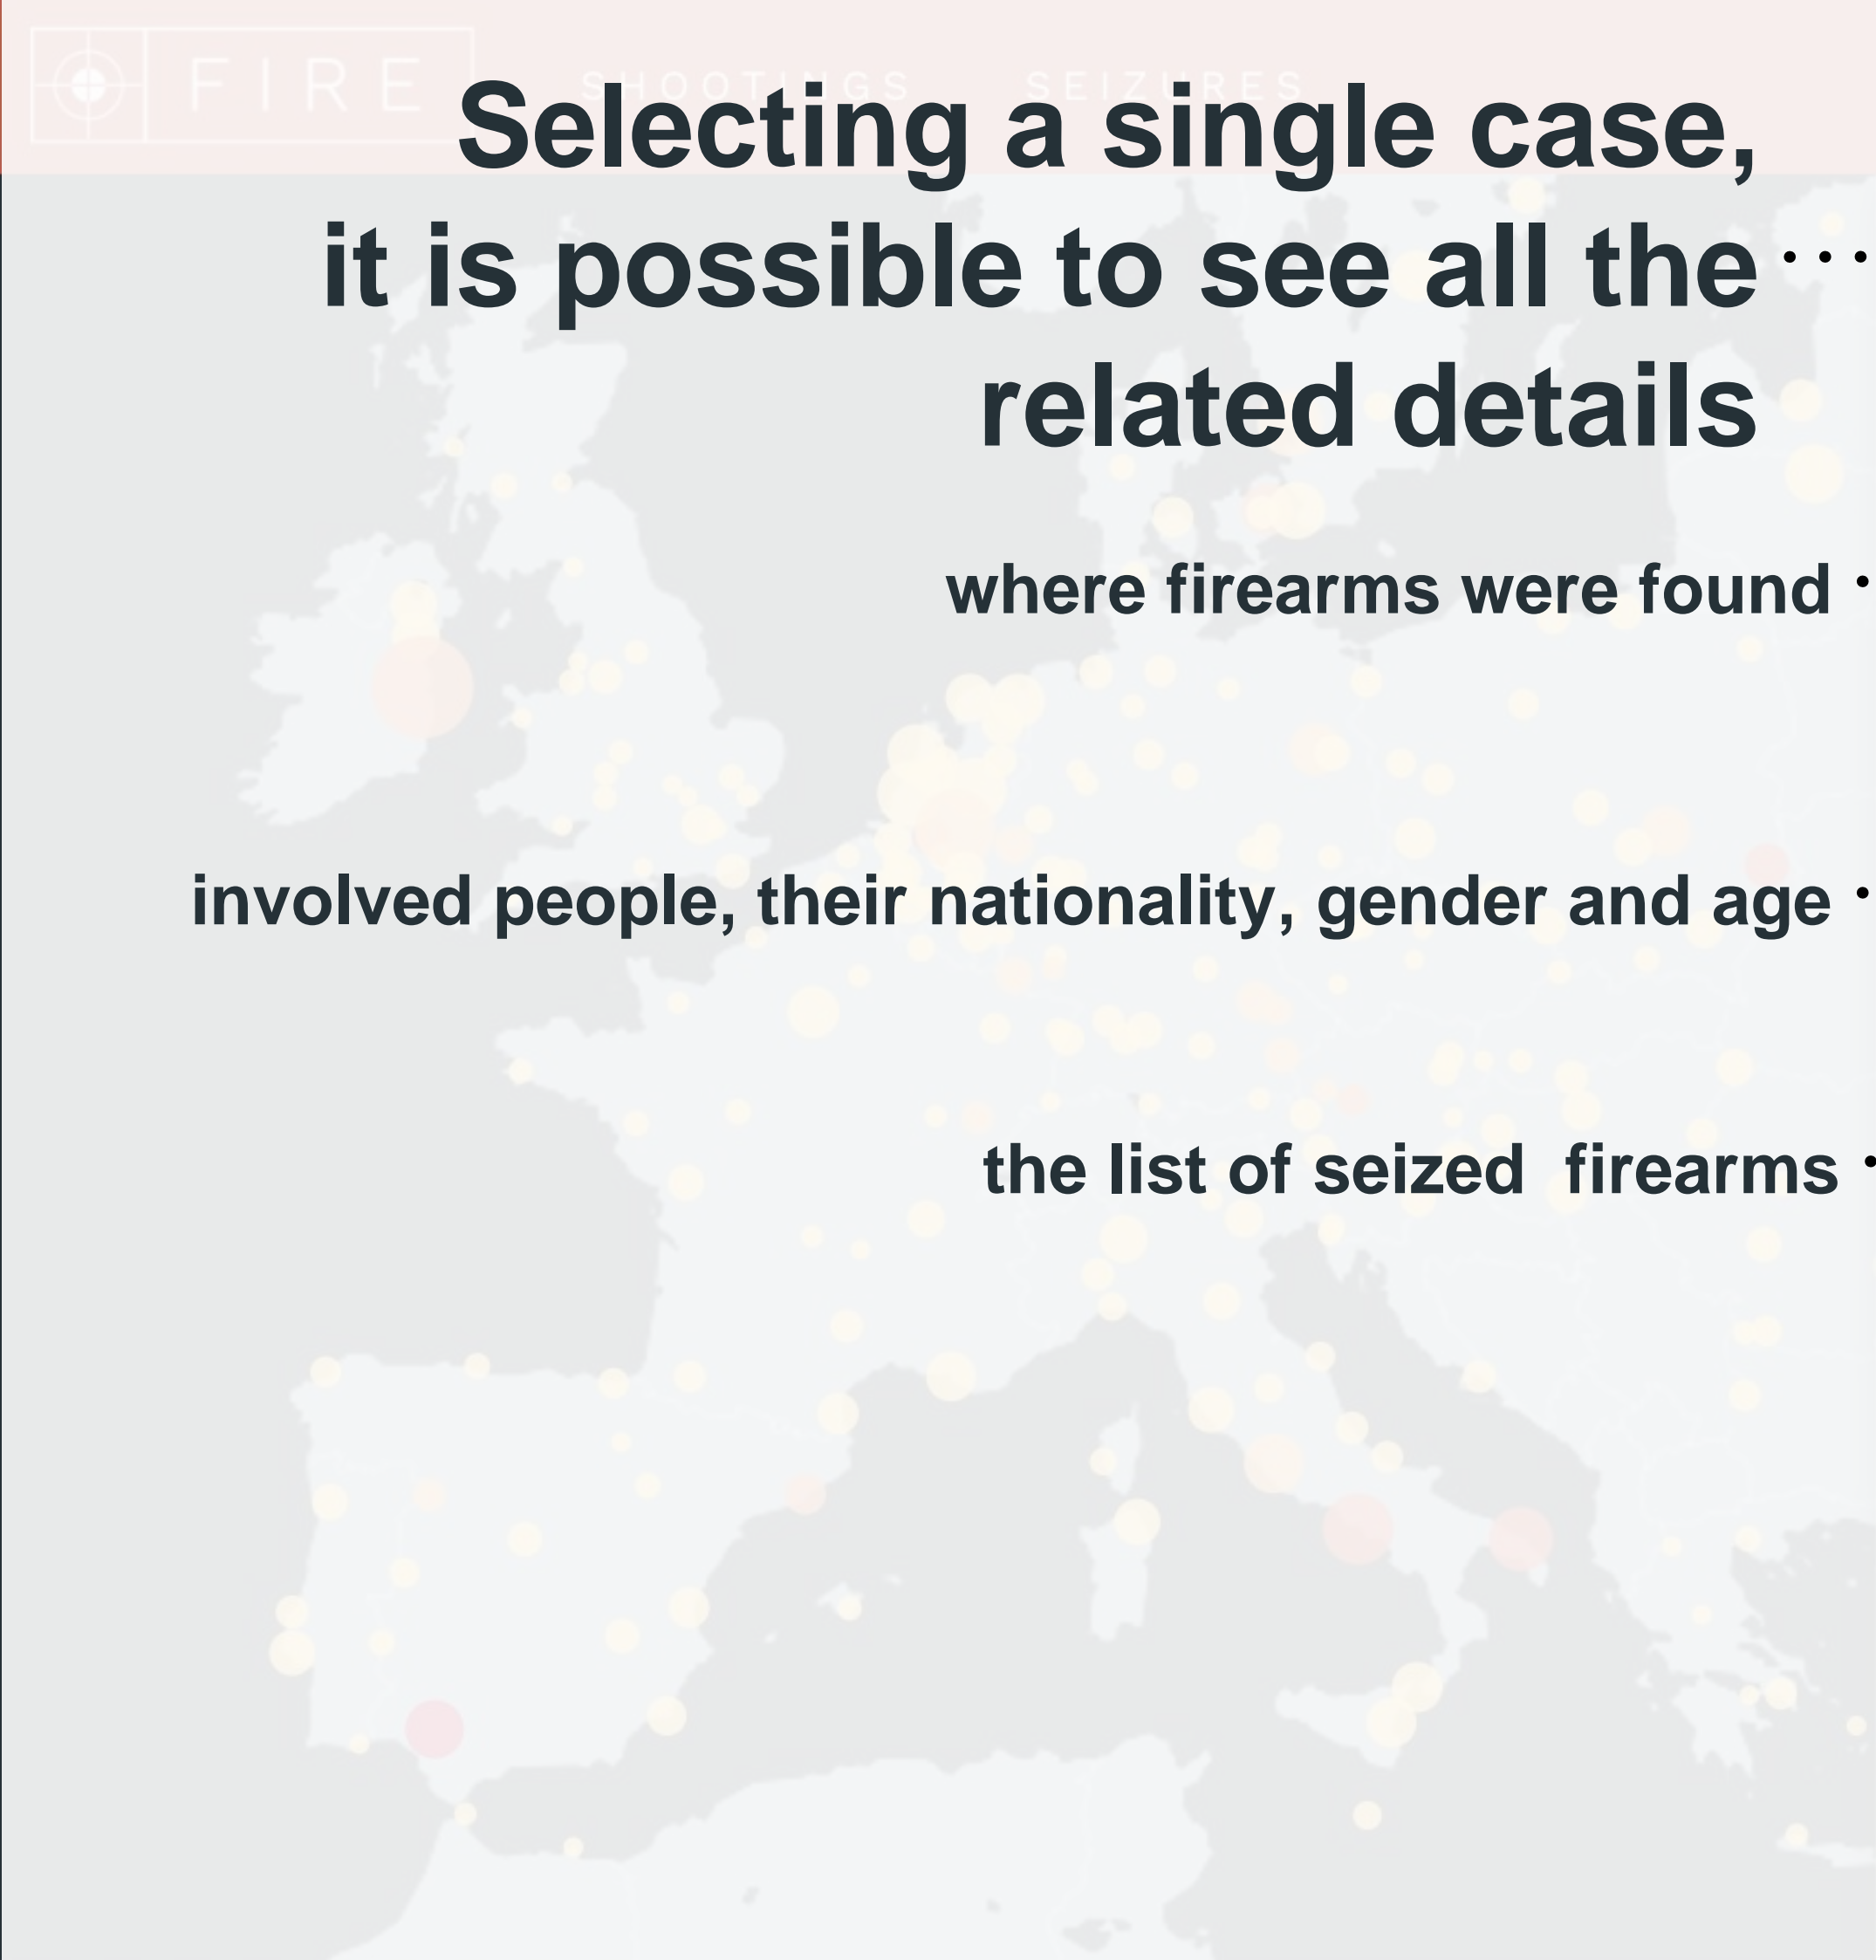 FIRE SHOOTINGS SEIZURES
Selecting a single case,
it is possible to see all the
related details
where firearms were found
involved people, their nationality, gender and age
the list of seized  firearms